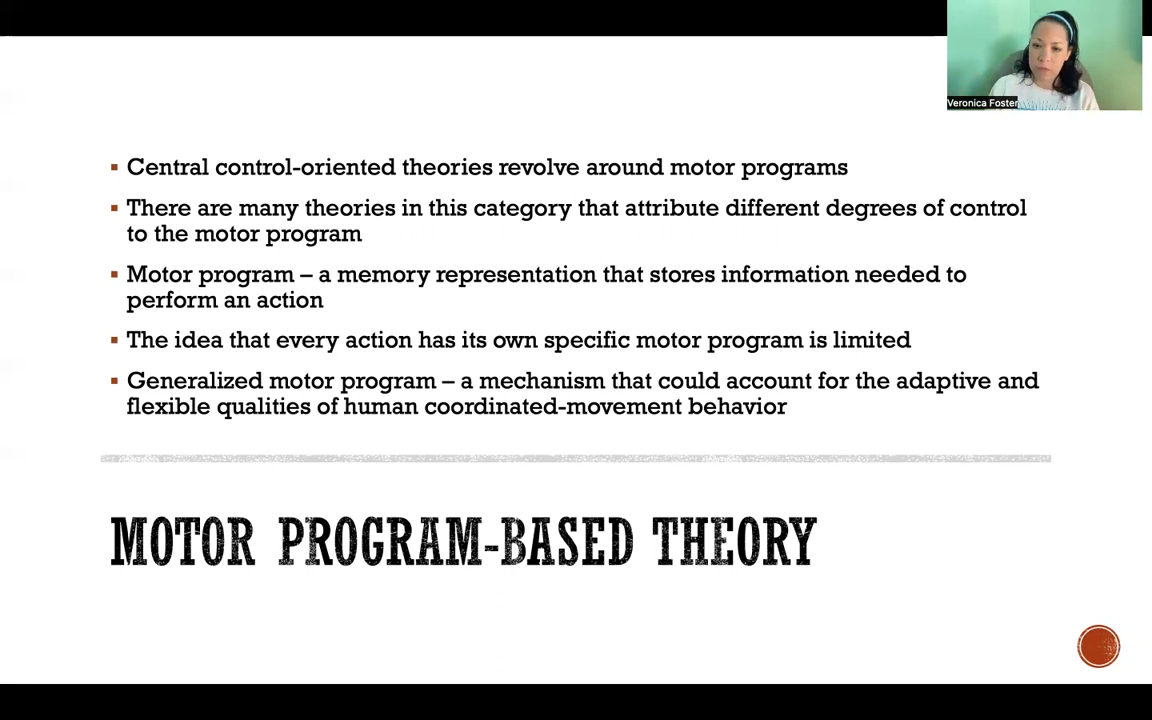 Veronica Foster
Central control-oriented theories revolve around motor programs
There are many theories in this category that attribute different degrees of control
to the motor program
Motor program – a memory representation that stores information needed to
perform an action
The idea that every action has its own specific motor program is limited
Generalized motor program – a mechanism that could account for the adaptive and
flexible qualities of human coordinated-movement behavior
MOTOR PROGRAM-BASED THEORY